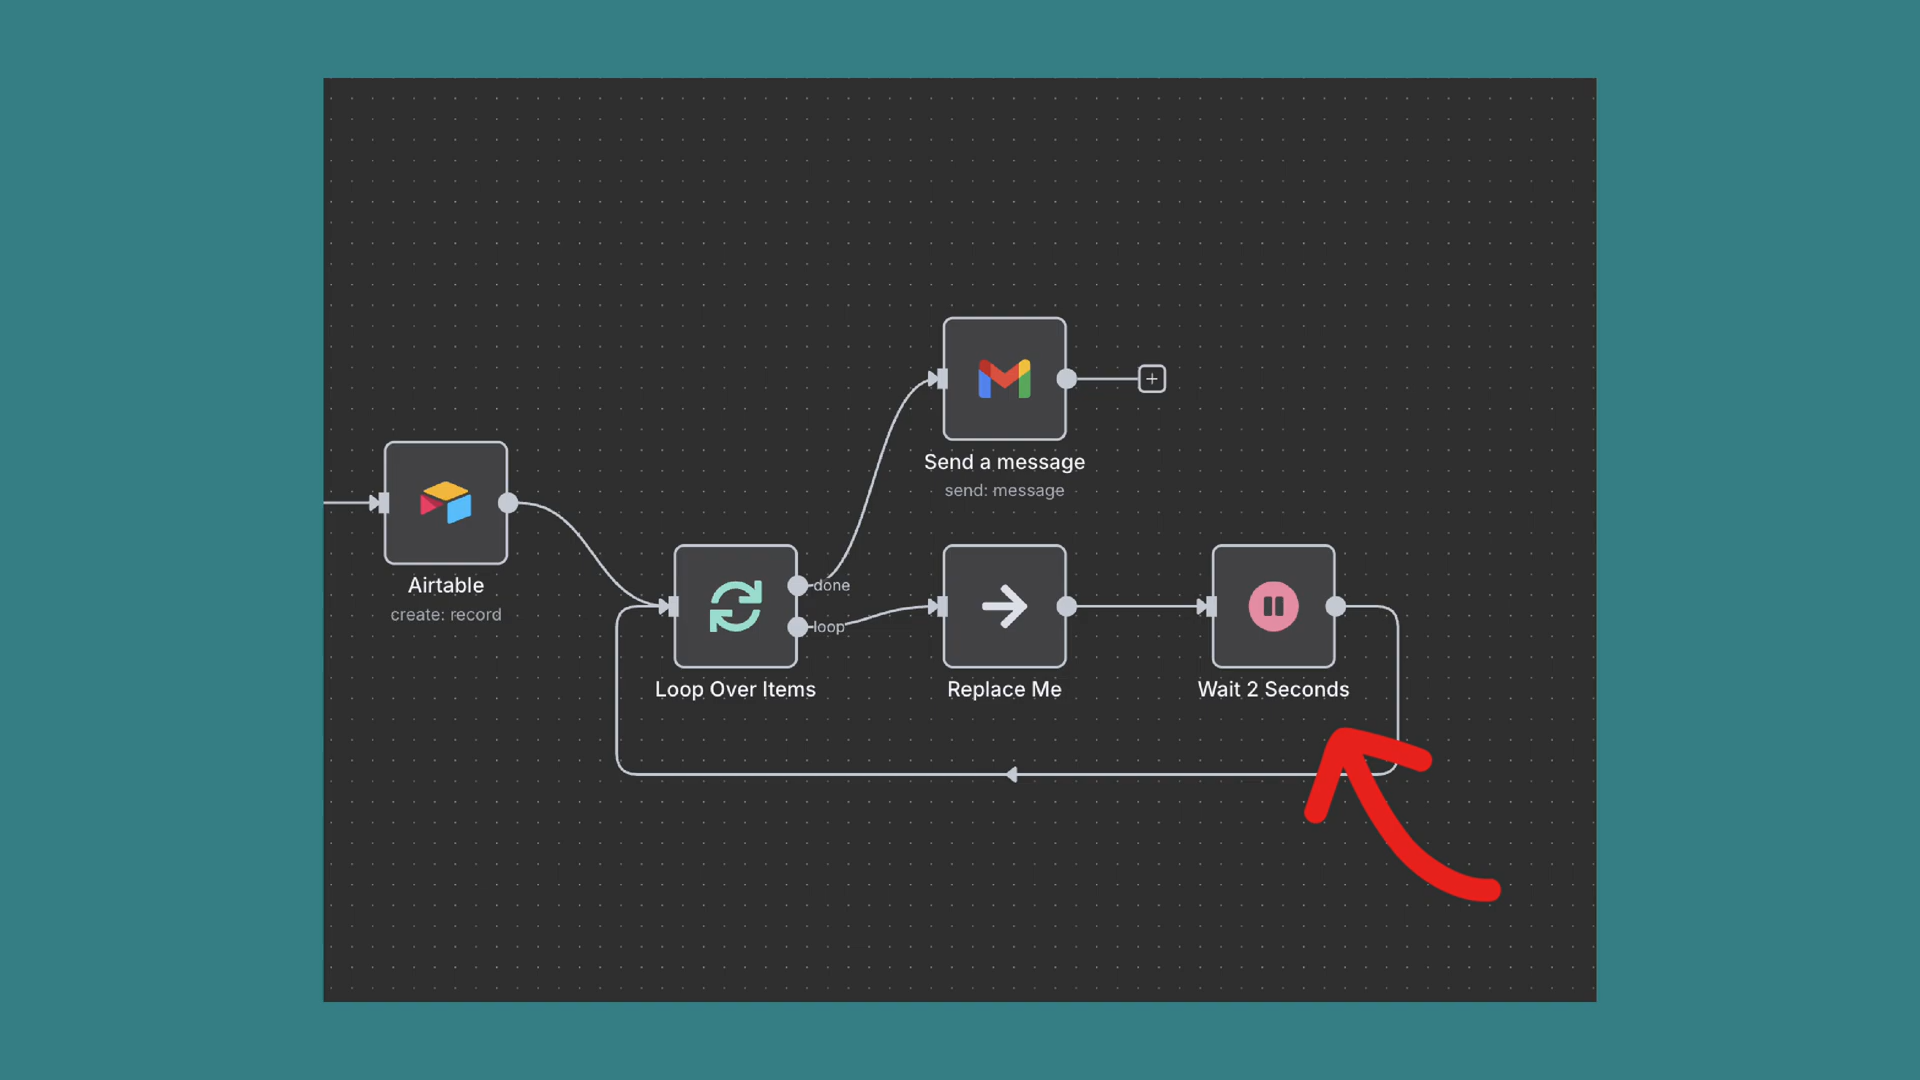 Send a message
send: message
Airtable
create: record
done
loop
Loop Over Items
Replace Me
Wait 2 Seconds